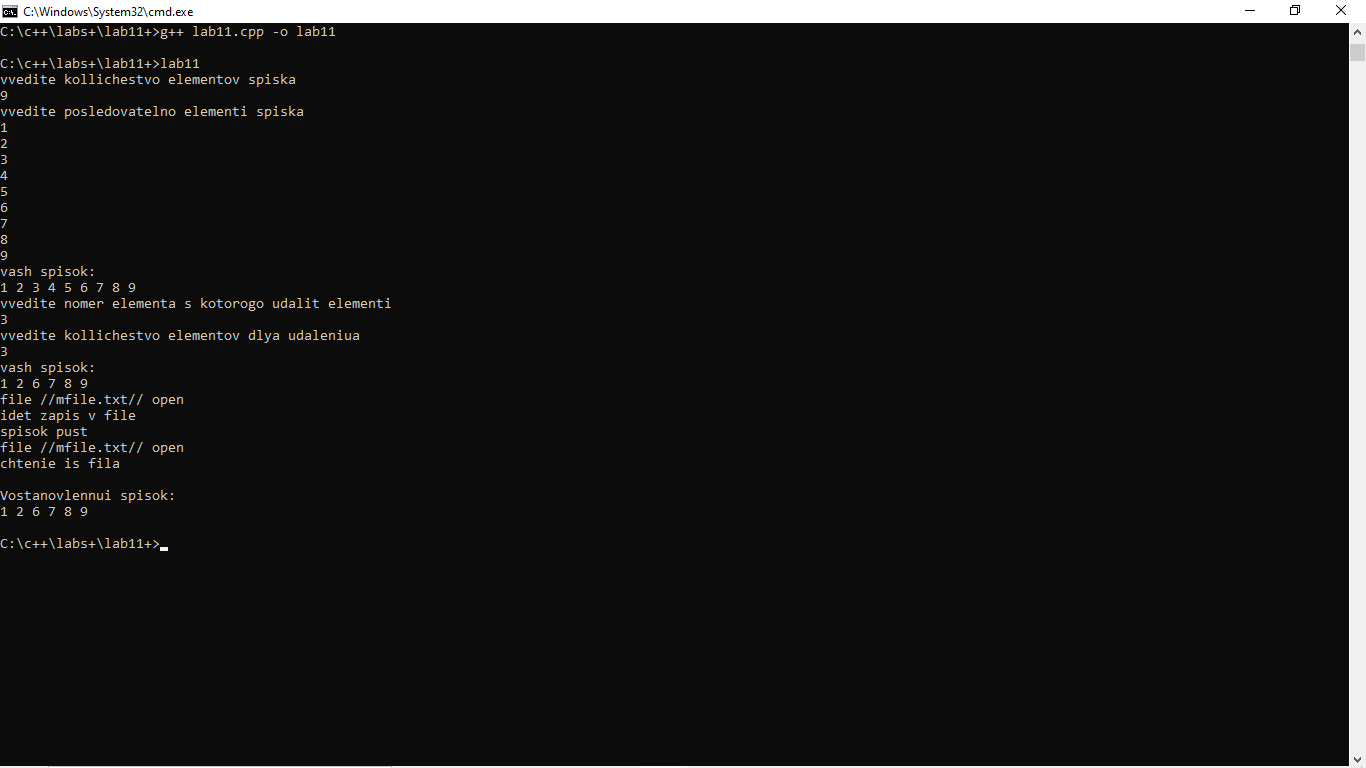 C:\Windows\System32\cmd.exe
C:\c++\labs+\lab11+>g++ lab11.cpp -o lab11
C:\c++\labs+\lab11+>lab11
vvedite kollichestvo elementov spiska
9
vvedite posledovatelno elementi spiska
1
2
3
4
5
6
7
8
9
vash spisok:
1 2 3 4 5 6 7 8 9
vvedite nomer elementa s kotorogo udalit elementi
3
vvedite kollichestvo elementov dlya udaleniua
3
vash spisok:
1 2 6 7 8 9
file //mfile.txt// open
idet zapis v file
spisok pust
file //mfile.txt// open
chtenie is fila
Vostanovlennui spisok:
1 2 6 7 8 9
C:\c++\labs+\lab11+>